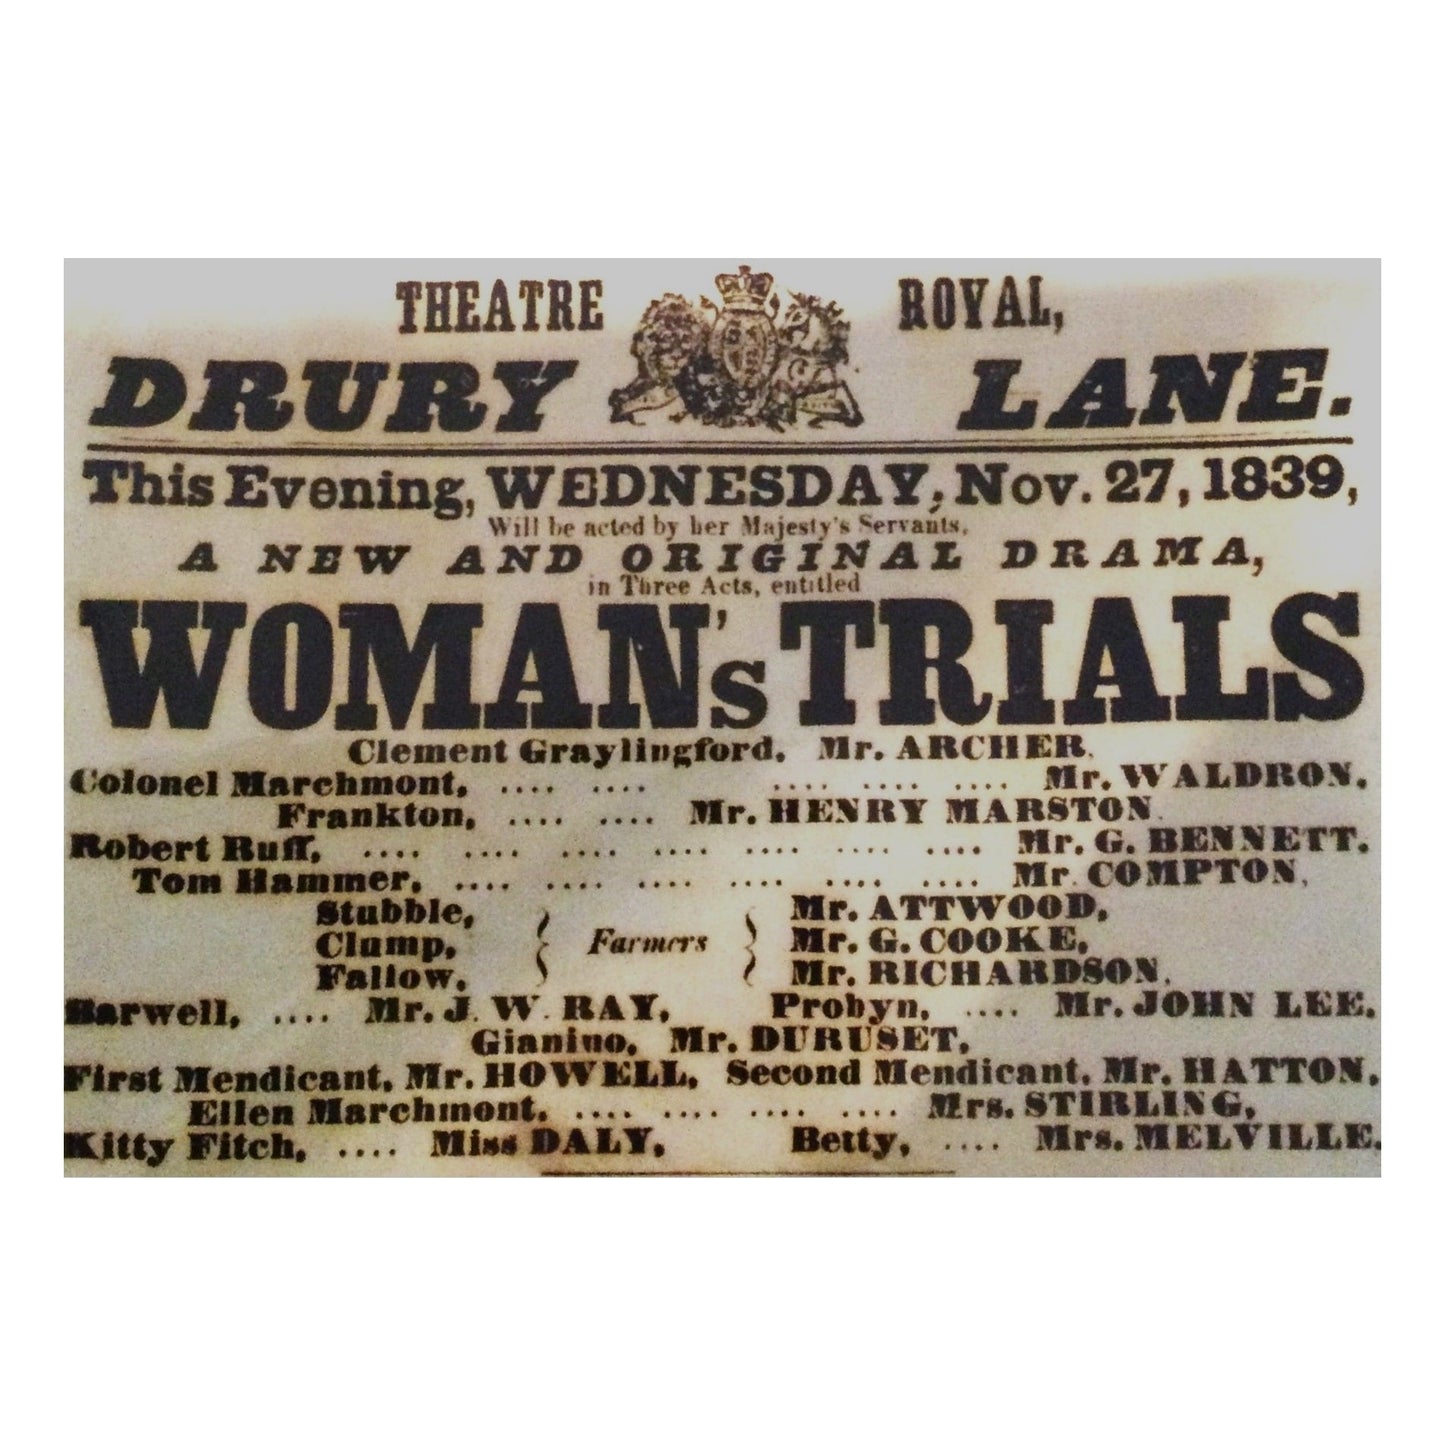 THEATRE ROYAL,
DRURY LANE.
This Evening, WEDNESDAY, Nov. 27, 1839,
Will be acted by her Majesty's Servants,
A NEW AND ORIGINAL DRAMA,
in Three Acts, entitled
WOMAN's TRIALS
Clement Graylingford, Mr. ARCHER.
Colonel Marchmont, .... .... .... .... .... Mr. WALDRON.
Frankton, .... .... Mr. HENRY MARSTON.
Robert Ruff, .... .... .... .... .... .... .... Mr. G. BENNETT.
Tom Hammer, .... .... .... .... .... .... Mr. COMPTON,
Stubble, Mr. ATTWOOD,
Clump, } Farmers { Mr. G. COOKE,
Fallow, Mr. RICHARDSON,
Barwell, .... Mr. J. W. RAY, Probyn, .... Mr. JOHN LEE,
Gianino, Mr. DURUSET,
First Mendicant, Mr. HOWELL, Second Mendicant, Mr. HATTON,
Ellen Marchmont, .... .... .... .... Mrs. STIRLING,
Kitty Fitch, .... Miss DALY, Betty, .... Mrs. MELVILLE.